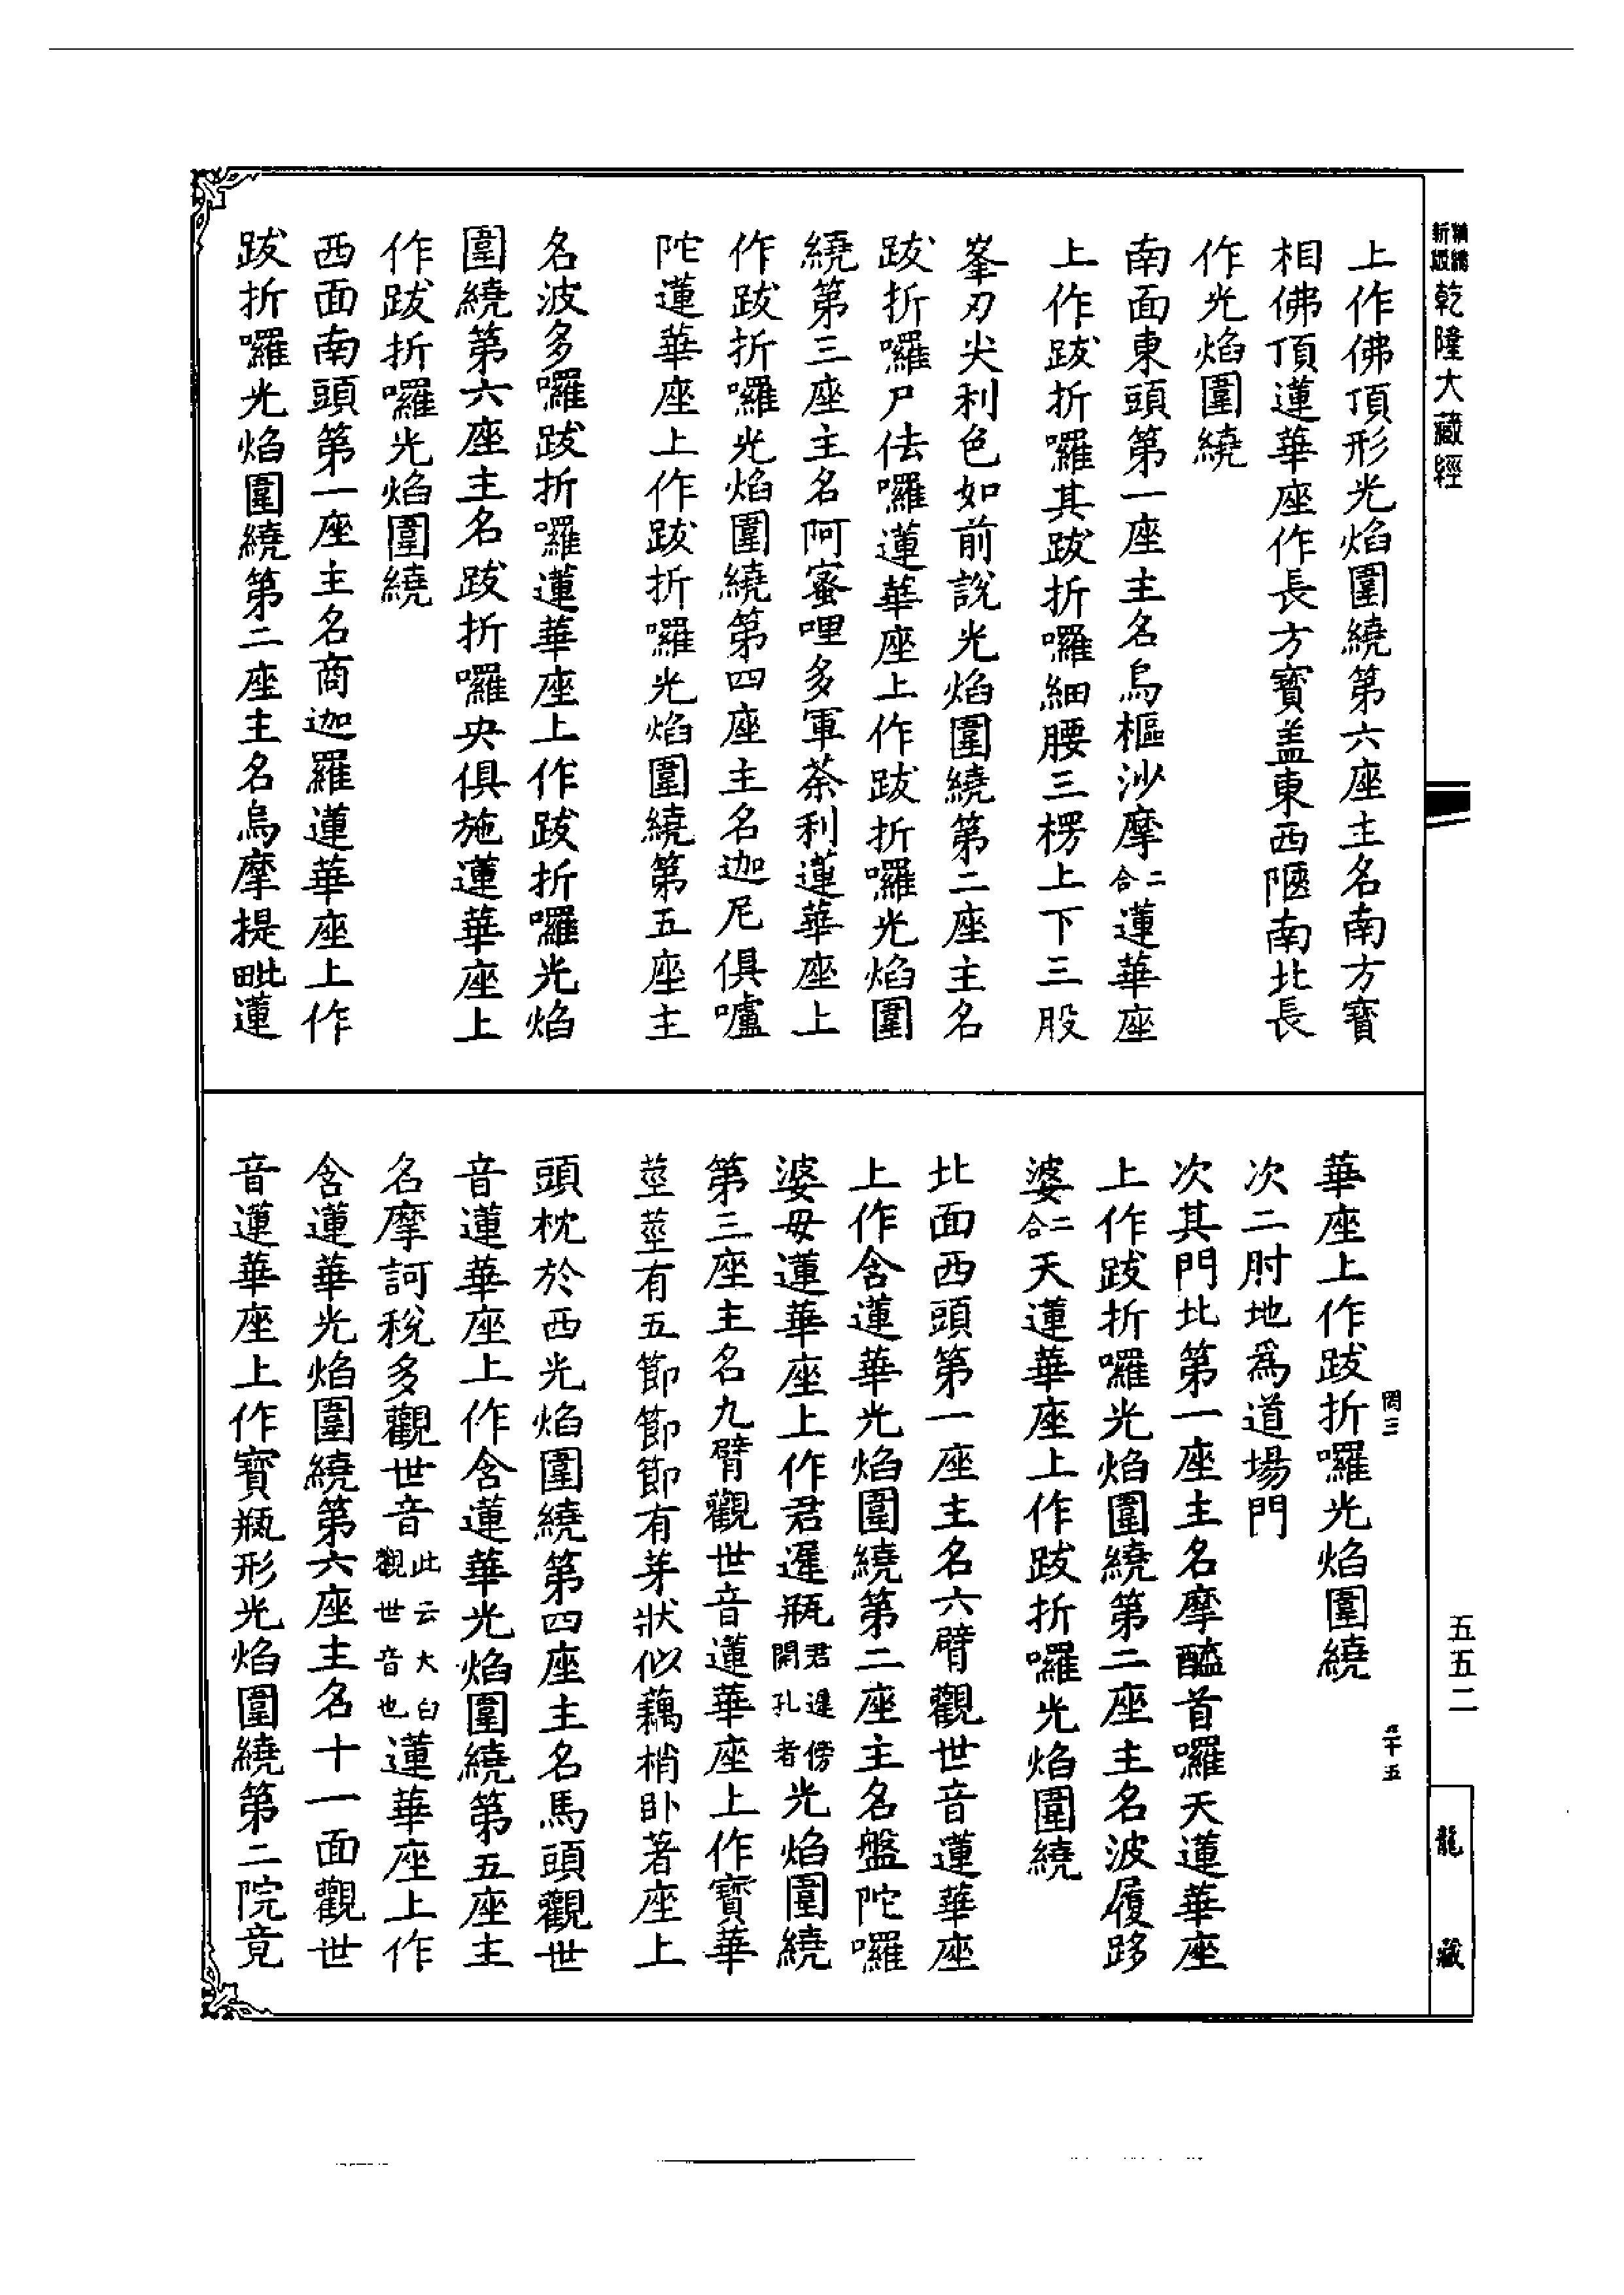 精繡新版乾隆大藏經
上作佛頂形光焰圍繞第六座主名南方寶
相佛頂蓮華座作長方寶盖東西陿南北長
作光焰圍繞
南面東頭第一座主名烏樞沙摩二合蓮華座
上作跋折囉其跋折囉細腰三楞上下三股
峯刃尖利色如前說光焰圍繞第二座主名
跋折囉尸佉囉蓮華座上作跋折囉光焰圍
繞第三座主名阿蜜哩多軍荼利蓮華座上
作跋折囉光焰圍繞第四座主名迦尼俱嚧
陀蓮華座上作跋折囉光焰圍繞第五座主
名波多囉跋折囉蓮華座上作跋折囉光焰
圍繞第六座主名跋折囉央俱施蓮華座上
作跋折囉光焰圍繞
西面南頭第一座主名商迦羅蓮華座上作
跋折囉光焰圍繞第二座主名烏摩提毗蓮
華座上作跋折囉光焰圍繞
次二肘地為道場門
次其門北第一座主名摩醯首囉天蓮華座
上作跋折囉光焰圍繞第二座主名波履跢
婆二合天蓮華座上作跋折囉光焰圍繞
北面西頭第一座主名六臂觀世音蓮華座
上作含蓮華光焰圍繞第二座主名盤陀囉
婆毋蓮華座上作君遲瓶君遲傍開孔者光焰圍繞
第三座主名九臂觀世音蓮華座上作寶華
莖莖有五節節節有芽狀似藕梢卧著座上
頭枕於西光焰圍繞第四座主名馬頭觀世
音蓮華座上作含蓮華光焰圍繞第五座主
名摩訶稅多觀世音此云大白觀世音也蓮華座上作
含蓮華光焰圍繞第六座主名十一面觀世
音蓮華座上作寶瓶形光焰圍繞第二院竟
罔三
五五二
龍藏